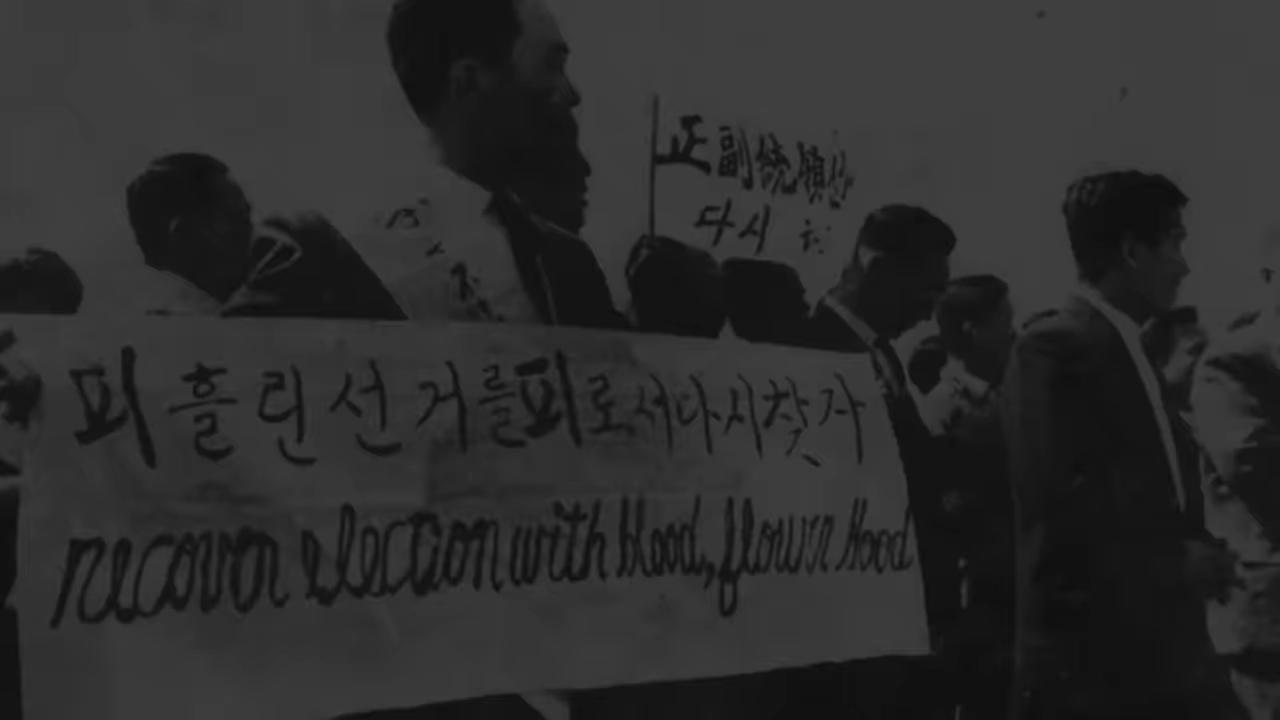 正副統領선
다시
피흘린선거를피로서다시찾자
recover election with blood, flower blood